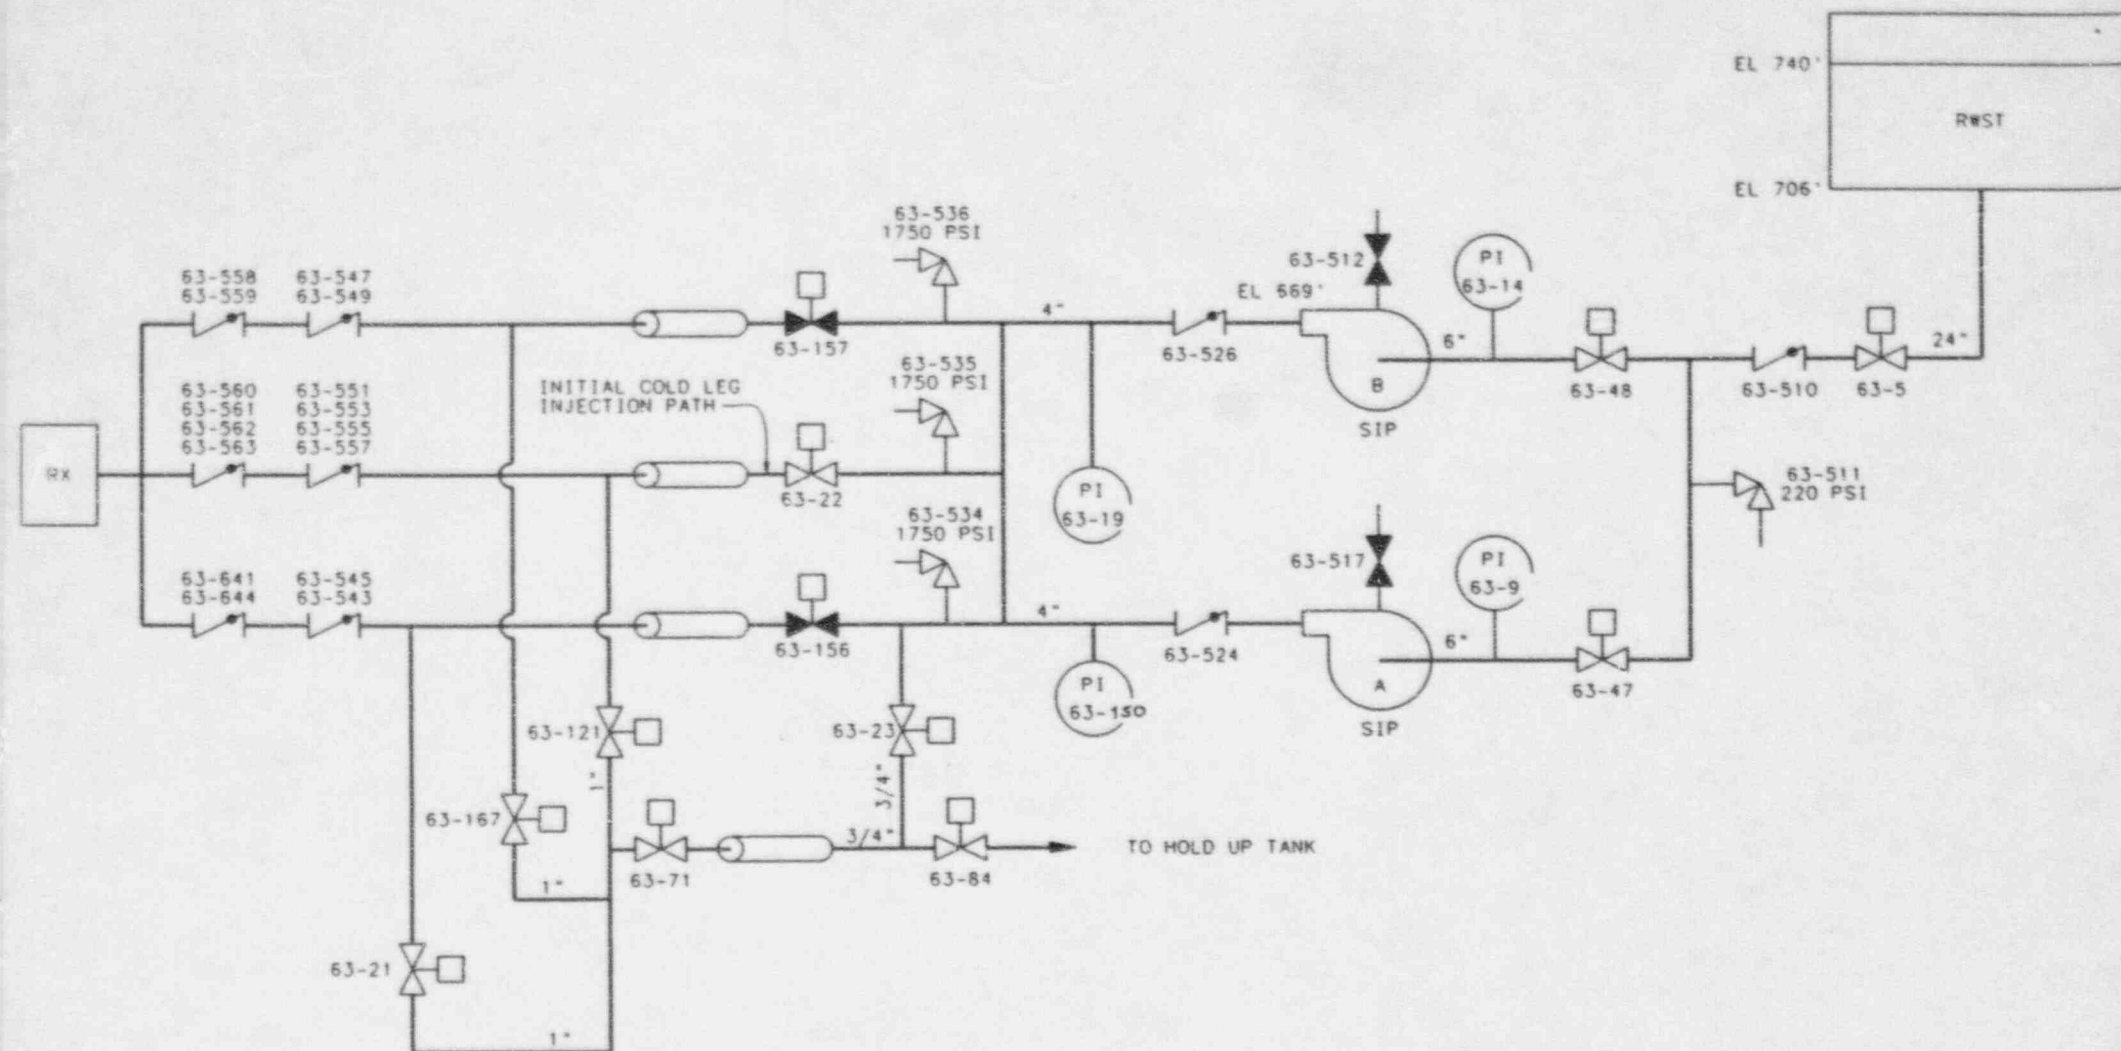 EL 740'
RWST
EL 706'
63-536
1750 PSI
63-512
PI
63-14
63-558
63-559
63-547
63-549
EL 669'
4"
63-157
63-526
6"
24"
63-535
1750 PSI
B
63-48
63-510
63-5
INITIAL COLD LEG
INJECTION PATH
SIP
63-560
63-561
63-562
63-563
63-551
63-553
63-555
63-557
RX
63-22
PI
63-19
63-511
220 PSI
63-534
1750 PSI
63-517
PI
63-9
63-641
63-644
63-545
63-543
4"
63-156
63-524
6"
A
63-47
PI
63-150
SIP
63-121
63-23
1"
3/4"
63-167
3/4"
TO HOLD UP TANK
63-71
63-84
1"
63-21
1"